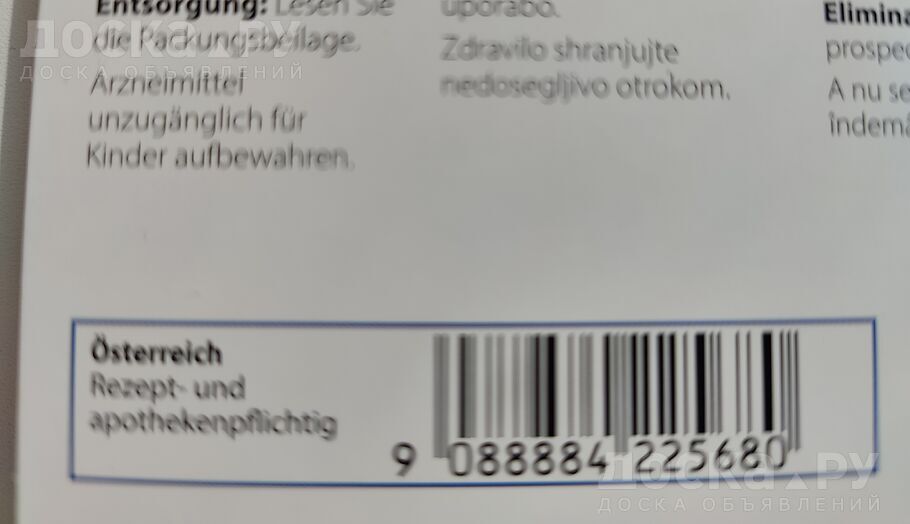 Entsorgung: Lesen Sie
die Packungsbeilage.
Arzneimittel
unzugänglich für
Kinder aufbewahren.
uporabo.
Zdravilo shranjujte
nedosegljivo otrokom.
Elimina
prospec
A nu se
îndemâ
ДОСКА.РУ
ДОСКА ОБЪЯВЛЕНИЙ
Österreich
Rezept- und
apothekenpflichtig
9 088884 225680
ДОСКА.РУ
ДОСКА ОБЪЯВЛЕНИЙ